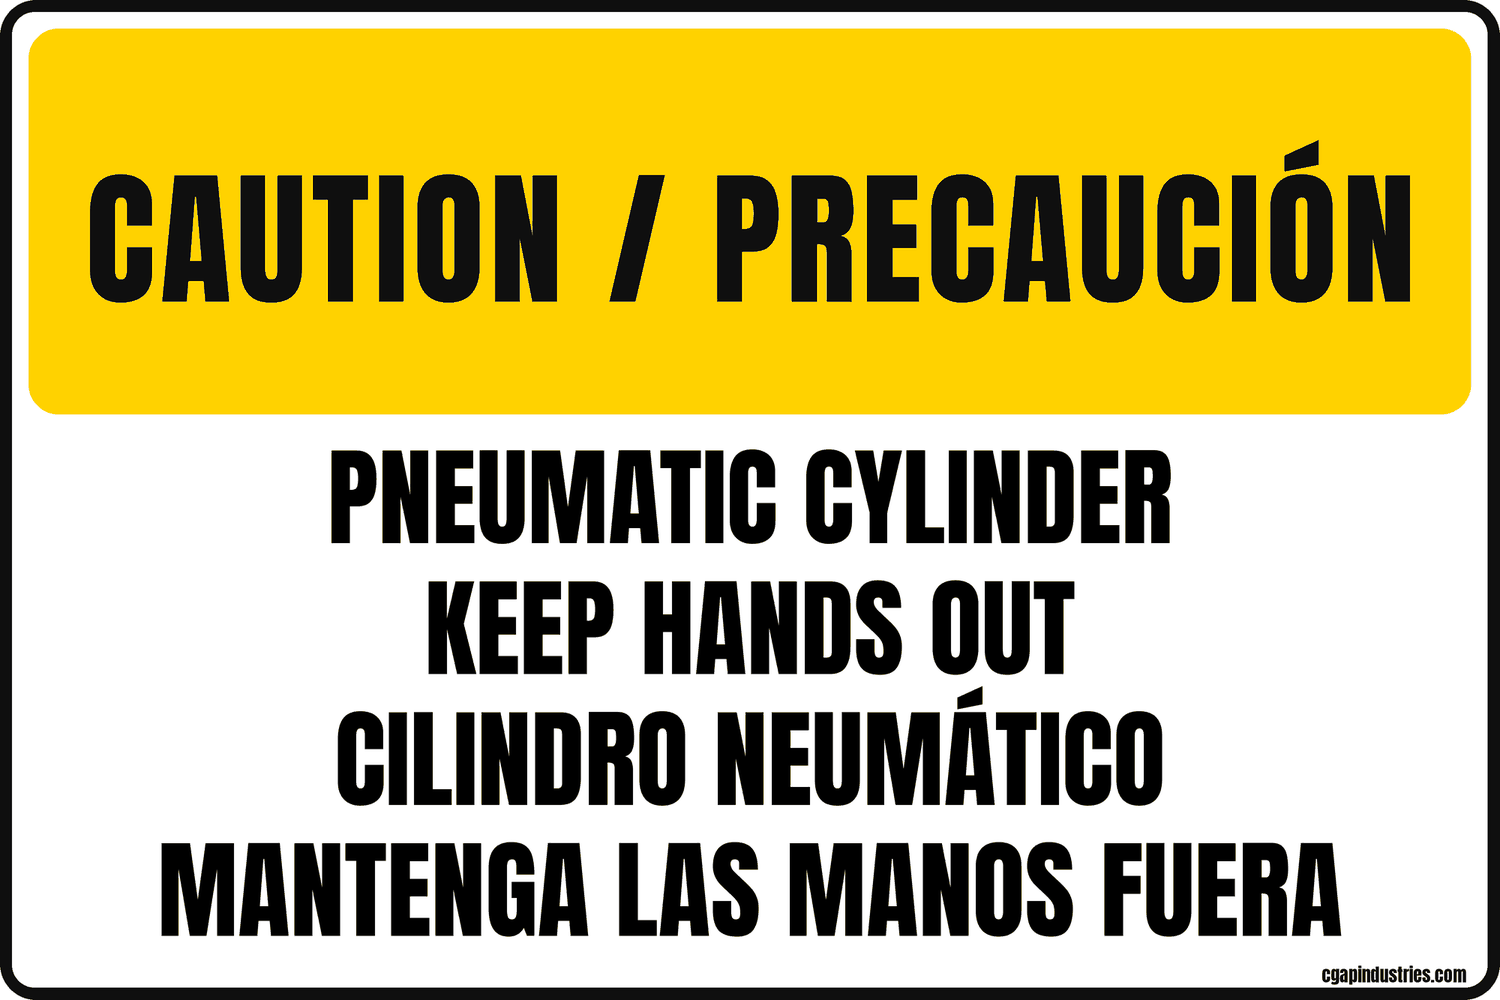 CAUTION / PRECAUCIÓN
PNEUMATIC CYLINDER
KEEP HANDS OUT
CILINDRO NEUMÁTICO
MANTENGA LAS MANOS FUERA
cgapindustries.com